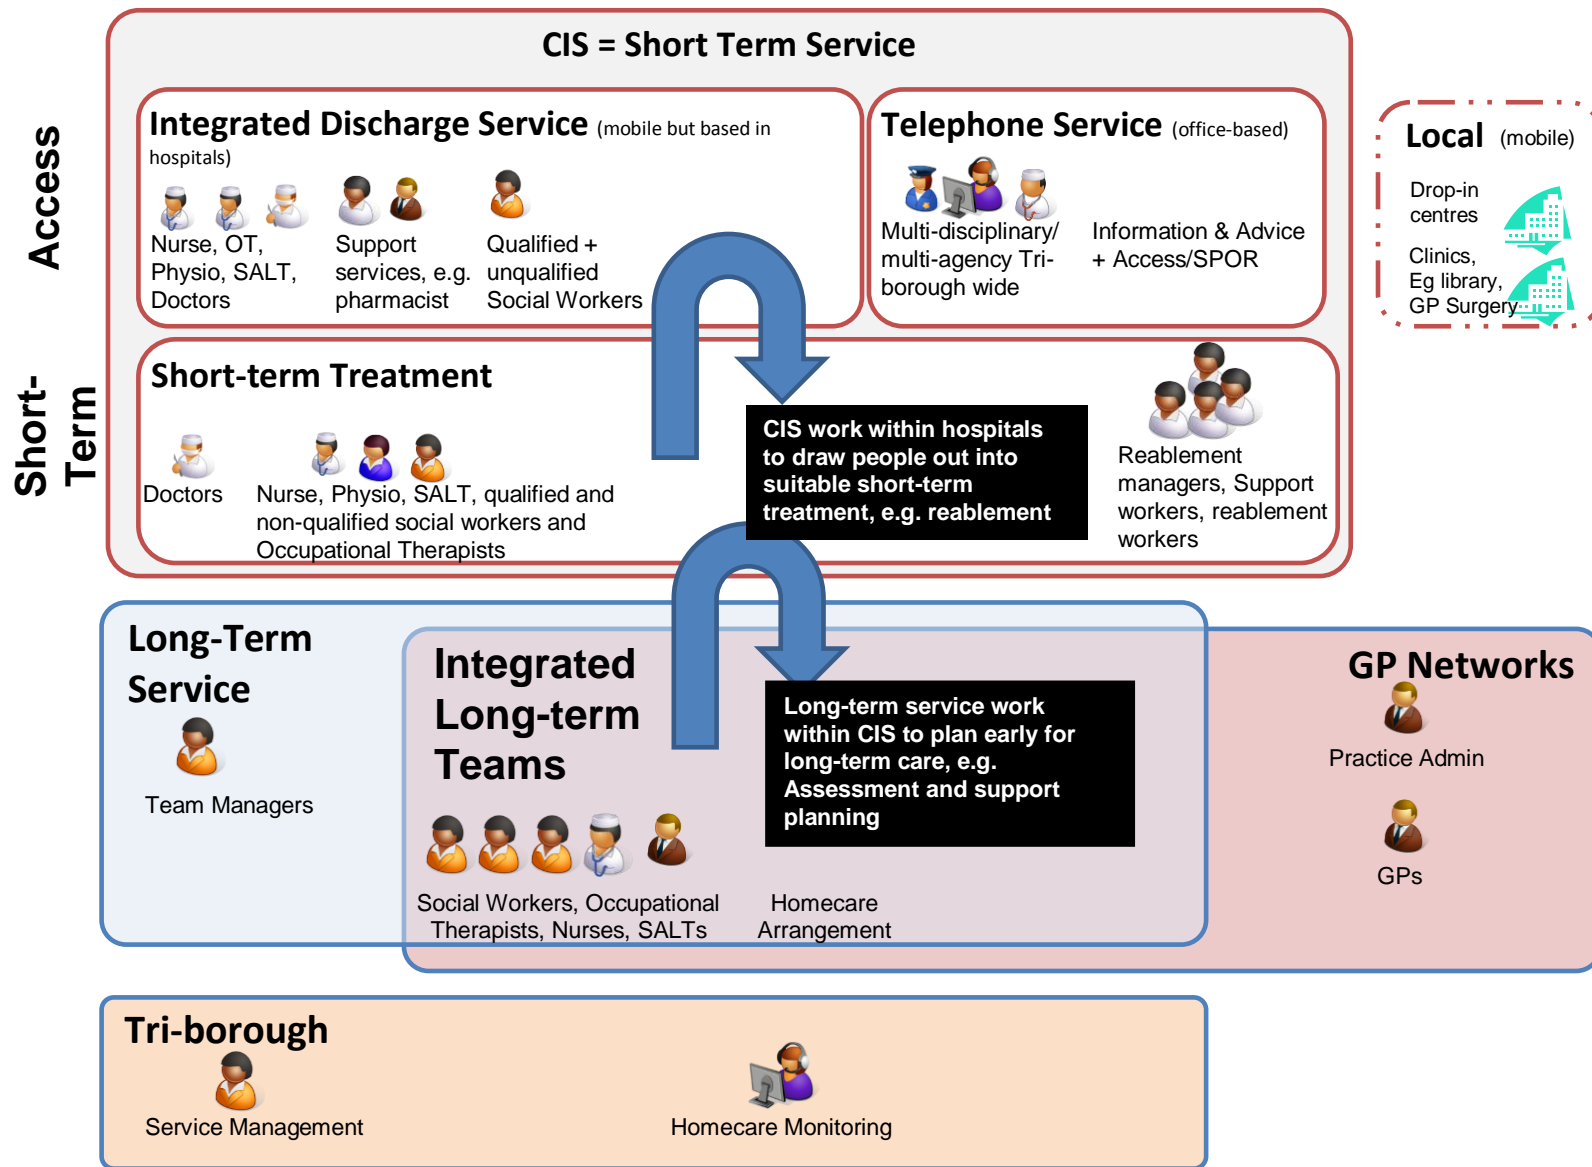 CIS = Short Term Service
Access
Integrated Discharge Service (mobile but based in
hospitals)
Nurse, OT,
Physio, SALT,
Doctors
Support
services, e.g.
pharmacist
Qualified +
unqualified
Social Workers
Telephone Service (office-based)
Multi-disciplinary/
multi-agency Tri-
borough wide
Information & Advice
+ Access/SPOR
Local (mobile)
Drop-in
centres
Clinics,
Eg library,
GP Surgery
Short-
Term
Short-term Treatment
Doctors
Nurse, Physio, SALT, qualified and
non-qualified social workers and
Occupational Therapists
CIS work within hospitals
to draw people out into
suitable short-term
treatment, e.g. reablement
Reablement
managers, Support
workers, reablement
workers
Long-Term
Service
Team Managers
Integrated
Long-term
Teams
Social Workers, Occupational
Therapists, Nurses, SALTs
Long-term service work
within CIS to plan early for
long-term care, e.g.
Assessment and support
planning
Homecare
Arrangement
GP Networks
Practice Admin
GPs
Tri-borough
Service Management
Homecare Monitoring